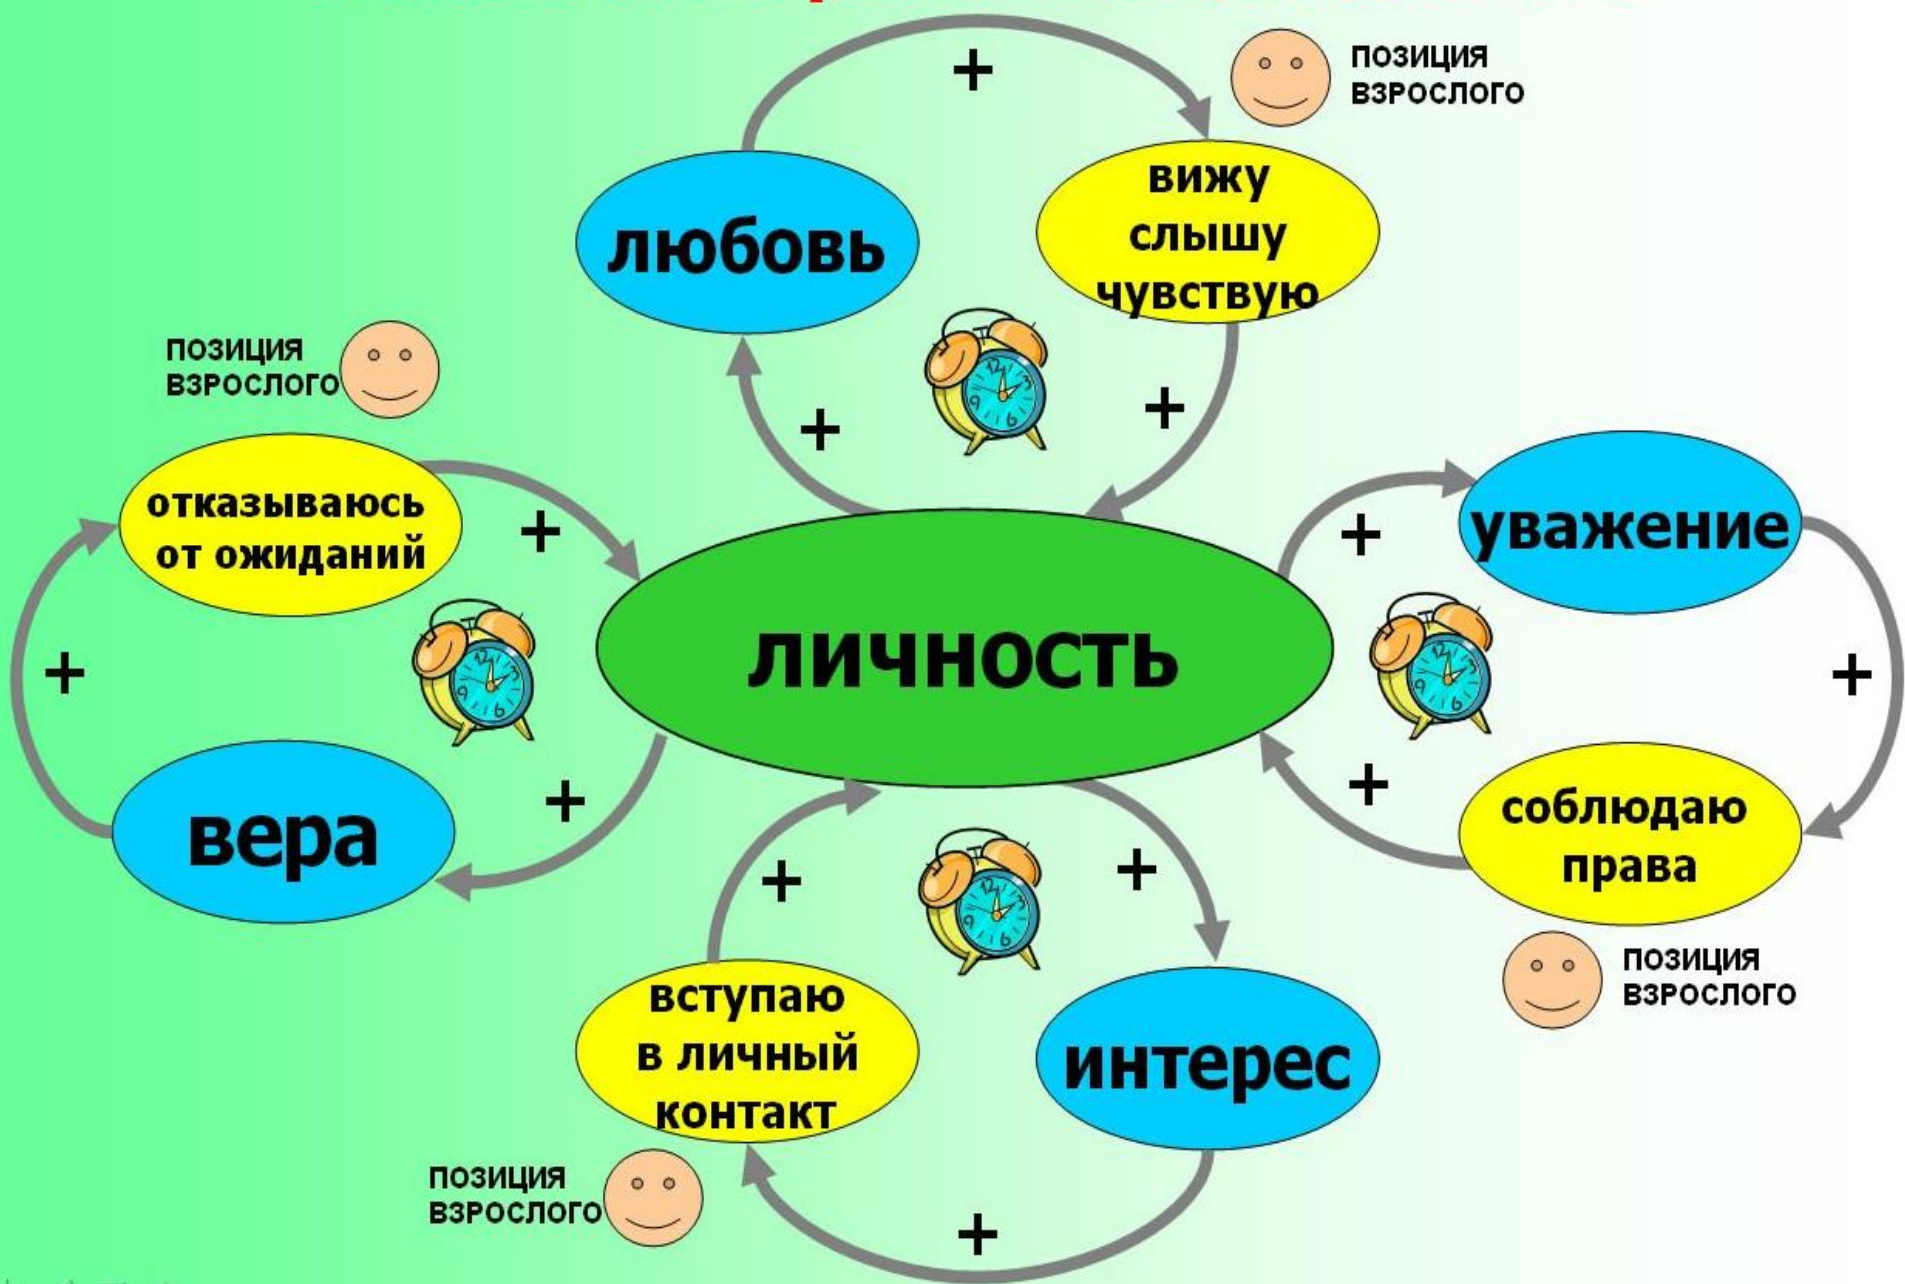 +
ПОЗИЦИЯ
ВЗРОСЛОГО
любовь
вижу
слышу
чувствую
+
+
ПОЗИЦИЯ
ВЗРОСЛОГО
отказываюсь
от ожиданий
+
+
уважение
+
личность
+
+
вера
+
соблюдаю
права
+
+
ПОЗИЦИЯ
ВЗРОСЛОГО
вступаю
в личный
контакт
интерес
ПОЗИЦИЯ
ВЗРОСЛОГО
+